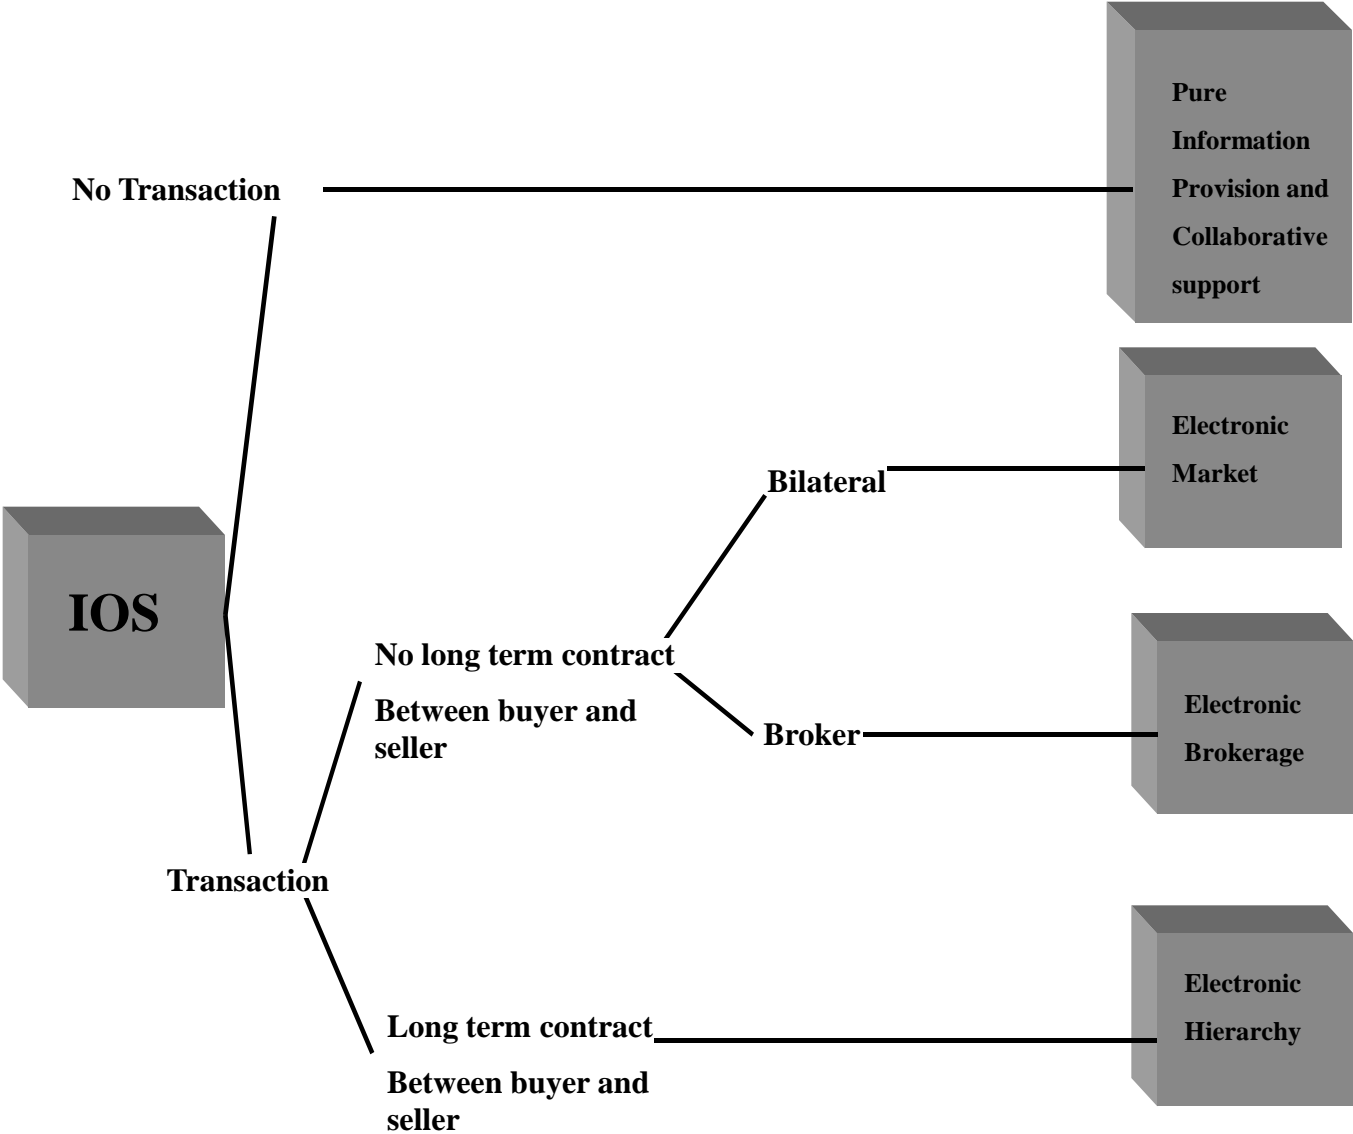 Pure
Information
Provision and
Collaborative
support
No Transaction
Electronic
Market
Bilateral
IOS
No long term contract
Between buyer and
seller
Electronic
Brokerage
Broker
Transaction
Electronic
Hierarchy
Long term contract
Between buyer and
seller